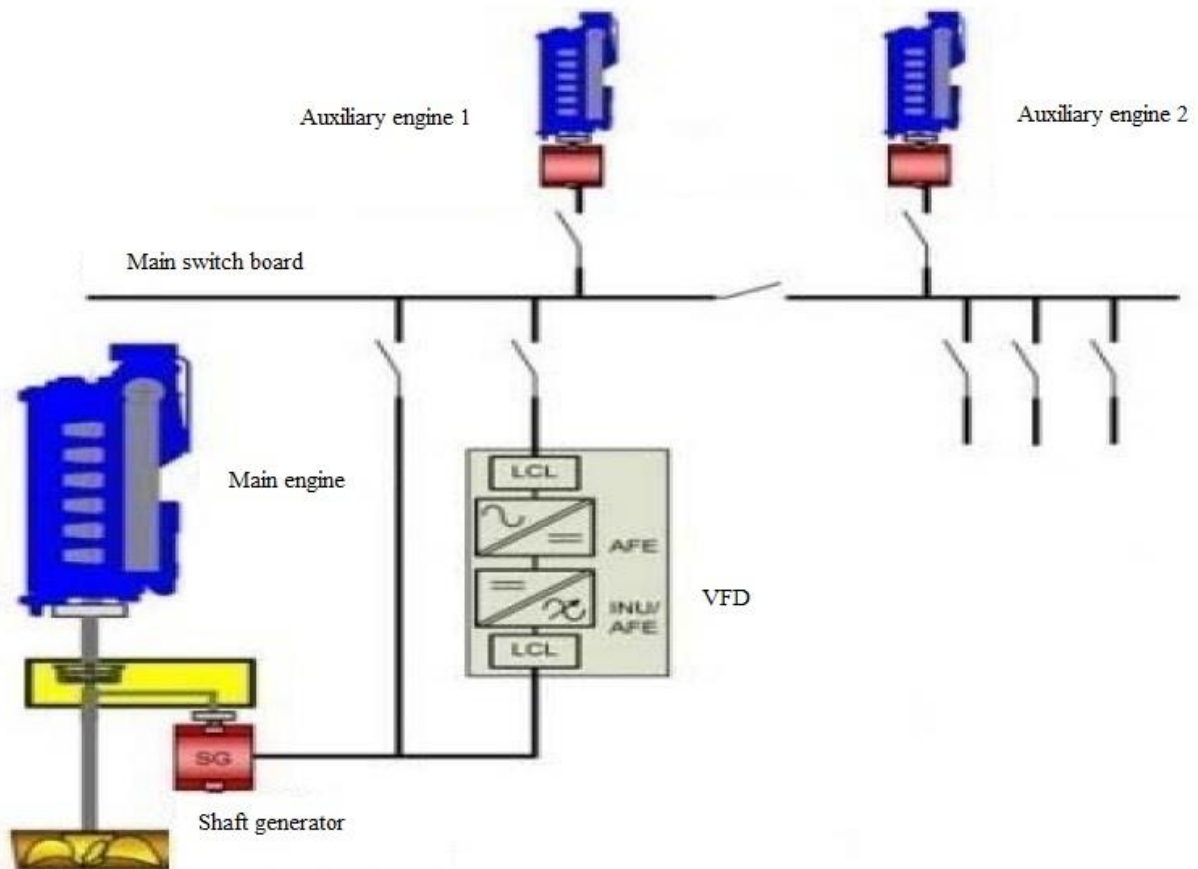 Auxiliary engine 1
Auxiliary engine 2
Main switch board
Main engine
LCL
AFE
VFD
INU/
AFE
LCL
SG
Shaft generator